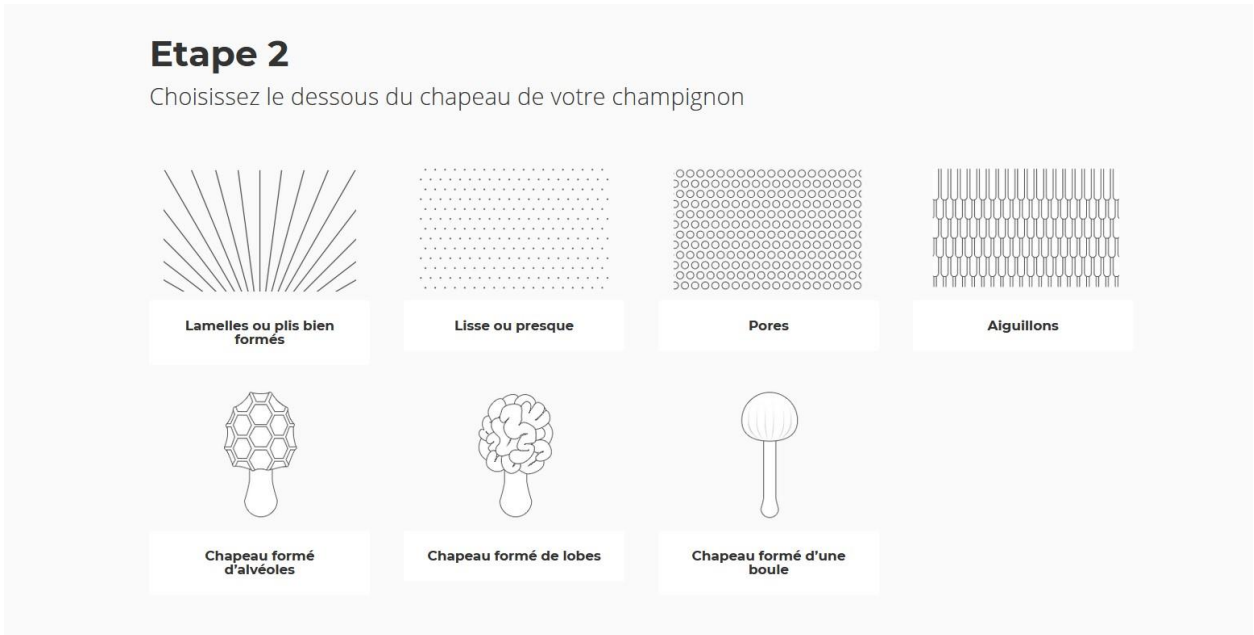 Etape 2
Choisissez le dessous du chapeau de votre champignon
Lamelles ou plis bien
formés
Lisse ou presque
Pores
Aiguillons
Chapeau formé
d'alvéoles
Chapeau formé de lobes
Chapeau formé d'une
boule